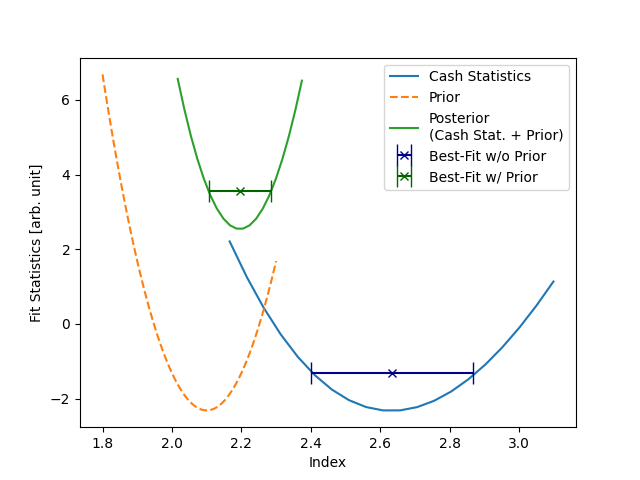 Cash Statistics
Prior
Posterior
(Cash Stat. + Prior)
Best-Fit w/o Prior
Best-Fit w/ Prior
Fit Statistics [arb. unit]
6
4
2
0
−2
1.8 2.0 2.2 2.4 2.6 2.8 3.0
Index